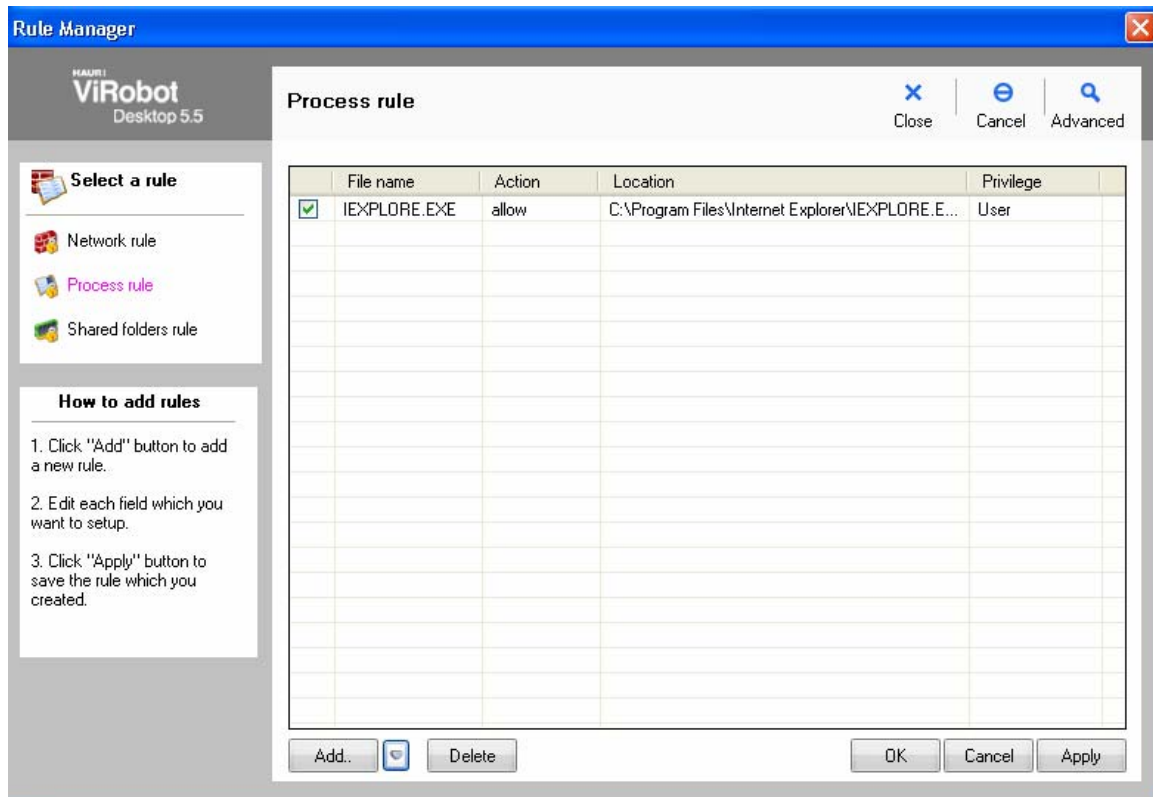 Rule Manager
HAURI
ViRobot
Desktop 5.5
Process rule
Close
Cancel
Advanced
Select a rule
Network rule
Process rule
Shared folders rule
How to add rules
1. Click "Add" button to add
a new rule.
2. Edit each field which you
want to setup.
3. Click "Apply" button to
save the rule which you
created.
File name Action Location Privilege
IEXPLORE.EXE allow C:\Program Files\Internet Explorer\IEXPLORE.E... User
Add.. Delete OK Cancel Apply